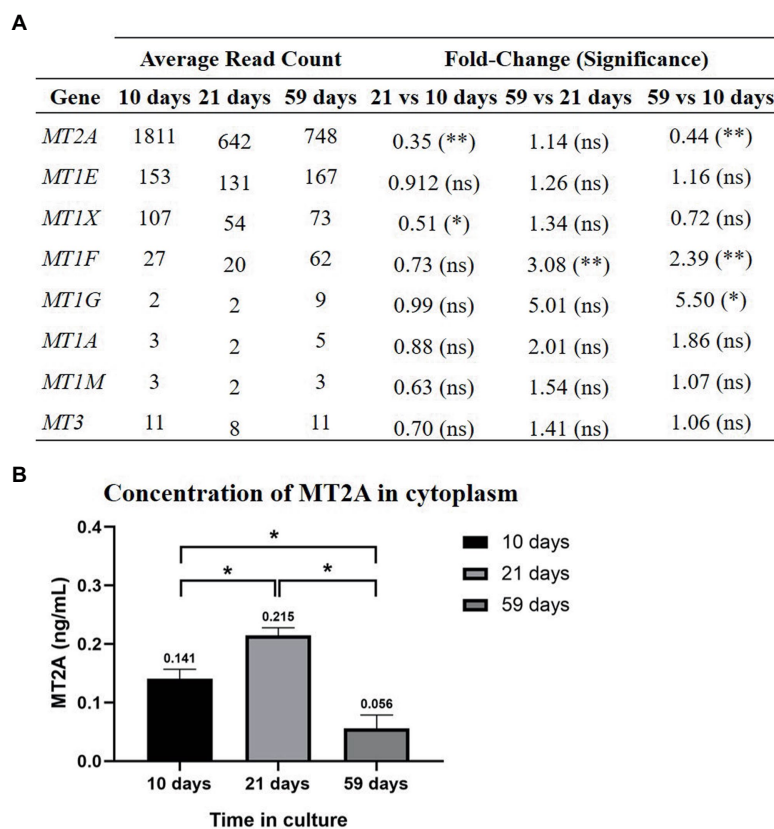 A
Average Read Count Fold-Change (Significance)
Gene 10 days 21 days 59 days 21 vs 10 days 59 vs 21 days 59 vs 10 days
MT2A 1811 642 748 0.35 (**) 1.14 (ns) 0.44 (**)
MT1E 153 131 167 0.912 (ns) 1.26 (ns) 1.16 (ns)
MT1X 107 54 73 0.51 (*) 1.34 (ns) 0.72 (ns)
MT1F 27 20 62 0.73 (ns) 3.08 (**) 2.39 (**)
MT1G 2 2 9 0.99 (ns) 5.01 (ns) 5.50 (*)
MT1A 3 2 5 0.88 (ns) 2.01 (ns) 1.86 (ns)
MT1M 3 2 3 0.63 (ns) 1.54 (ns) 1.07 (ns)
MT3 11 8 11 0.70 (ns) 1.41 (ns) 1.06 (ns)
B
Concentration of MT2A in cytoplasm
MT2A (ng/mL)
0.4
0.3
0.2
0.1
0.0
*
* *
0.141
0.215
0.056
10 days 21 days 59 days
Time in culture
10 days
21 days
59 days